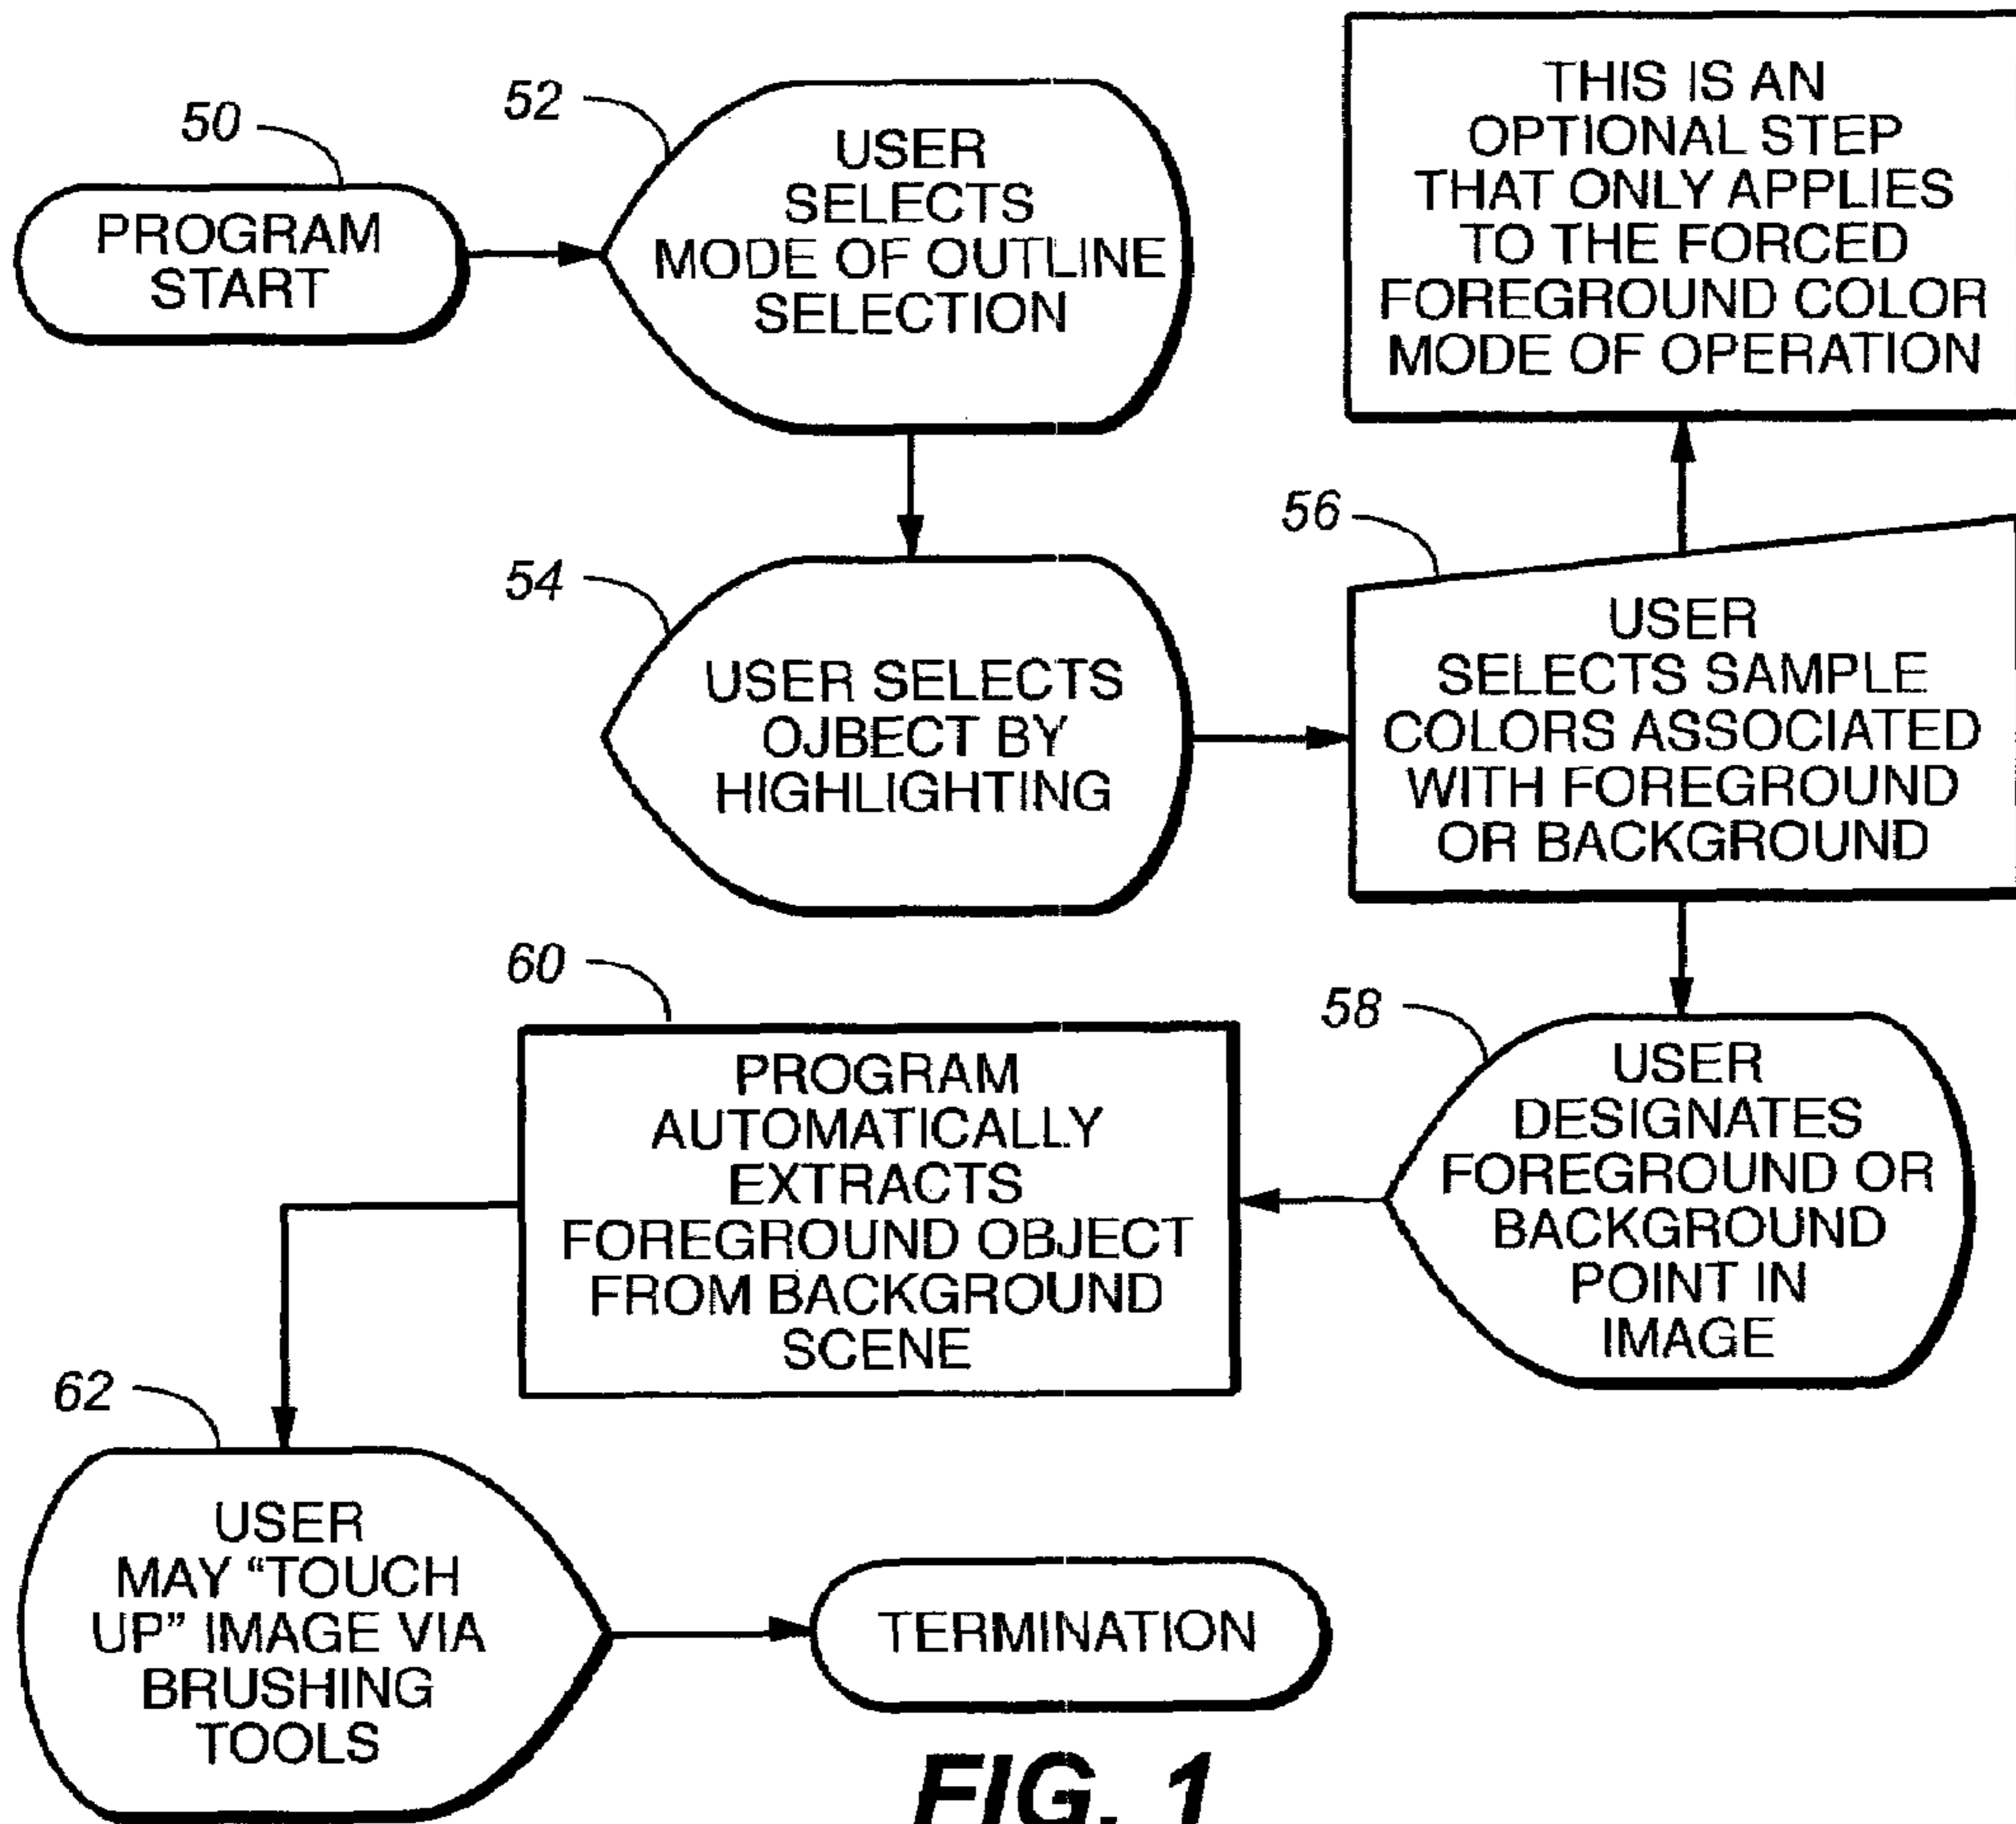 50
PROGRAM
START
52
USER
SELECTS
MODE OF OUTLINE
SELECTION
THIS IS AN
OPTIONAL STEP
THAT ONLY APPLIES
TO THE FORCED
FOREGROUND COLOR
MODE OF OPERATION
54
USER SELECTS
OJBECT BY
HIGHLIGHTING
56
USER
SELECTS SAMPLE
COLORS ASSOCIATED
WITH FOREGROUND
OR BACKGROUND
58
USER
DESIGNATES
FOREGROUND OR
BACKGROUND
POINT IN
IMAGE
60
PROGRAM
AUTOMATICALLY
EXTRACTS
FOREGROUND OBJECT
FROM BACKGROUND
SCENE
62
USER
MAY “TOUCH
UP” IMAGE VIA
BRUSHING
TOOLS
TERMINATION
FIG. 1